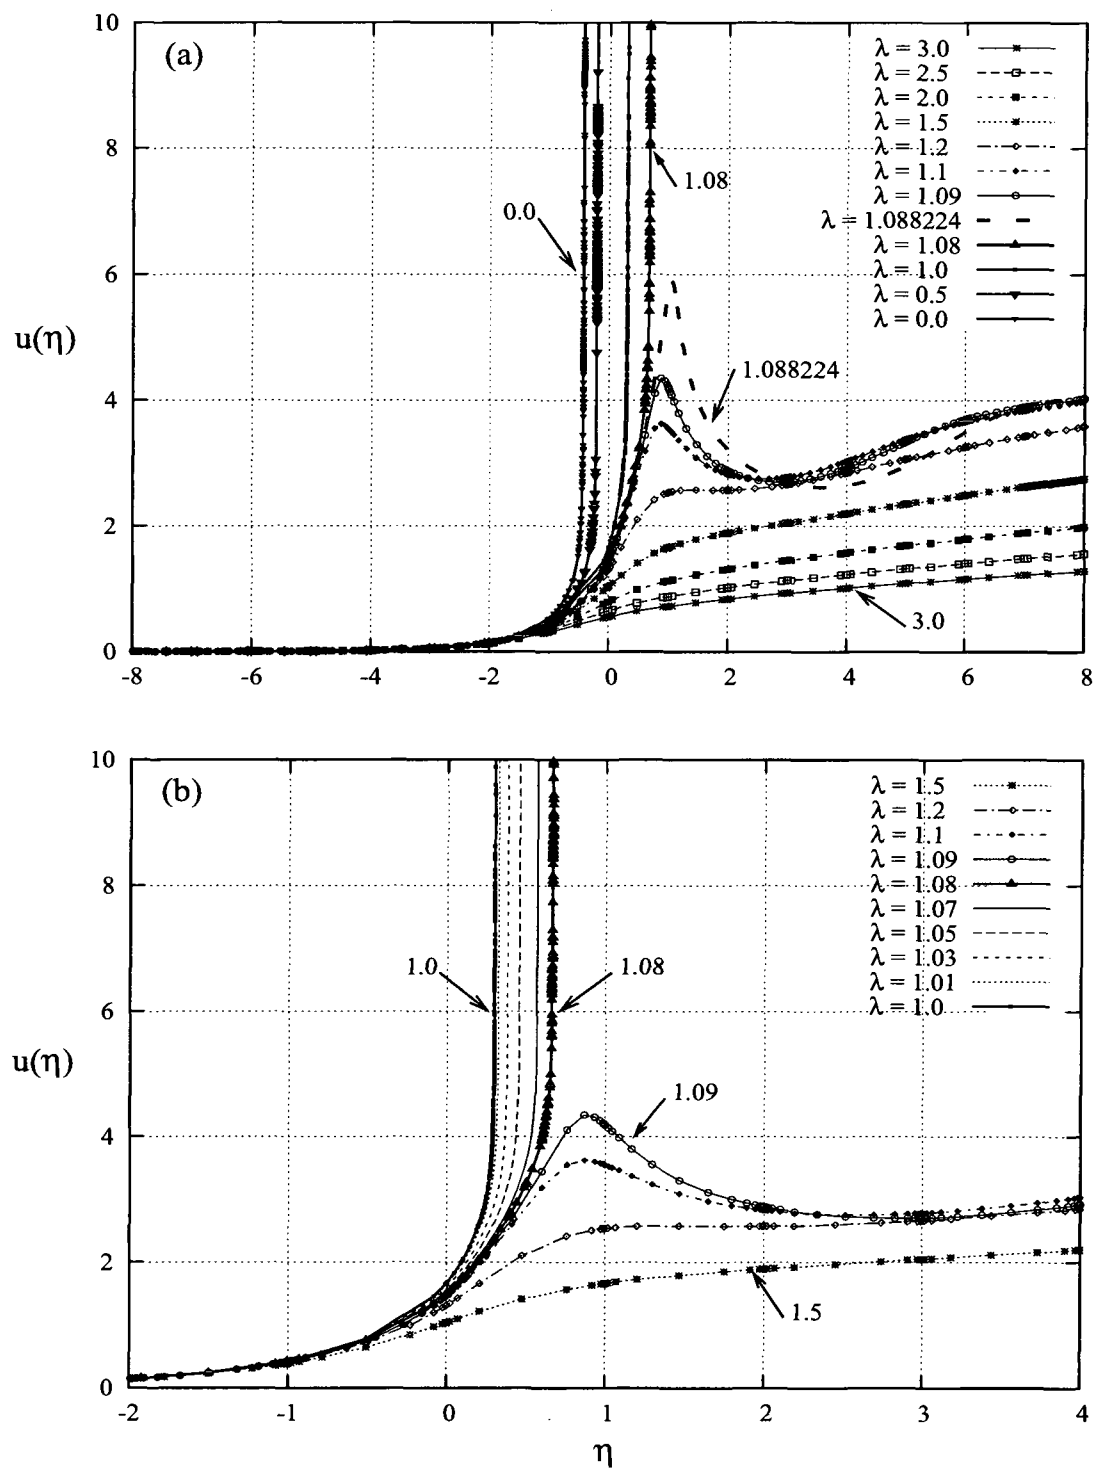 (a)
λ = 3.0
λ = 2.5
λ = 2.0
λ = 1.5
λ = 1.2
λ = 1.1
λ = 1.09
λ = 1.088224
λ = 1.08
λ = 1.0
λ = 0.5
λ = 0.0
10
8
6
4
2
0
u(η)
0.0
1.08
1.088224
3.0
-8 -6 -4 -2 0 2 4 6 8
(b)
λ = 1.5
λ = 1.2
λ = 1.1
λ = 1.09
λ = 1.08
λ = 1.07
λ = 1.05
λ = 1.03
λ = 1.01
λ = 1.0
10
8
6
4
2
0
u(η)
1.0
1.08
1.09
1.5
-2 -1 0 1 2 3 4
η